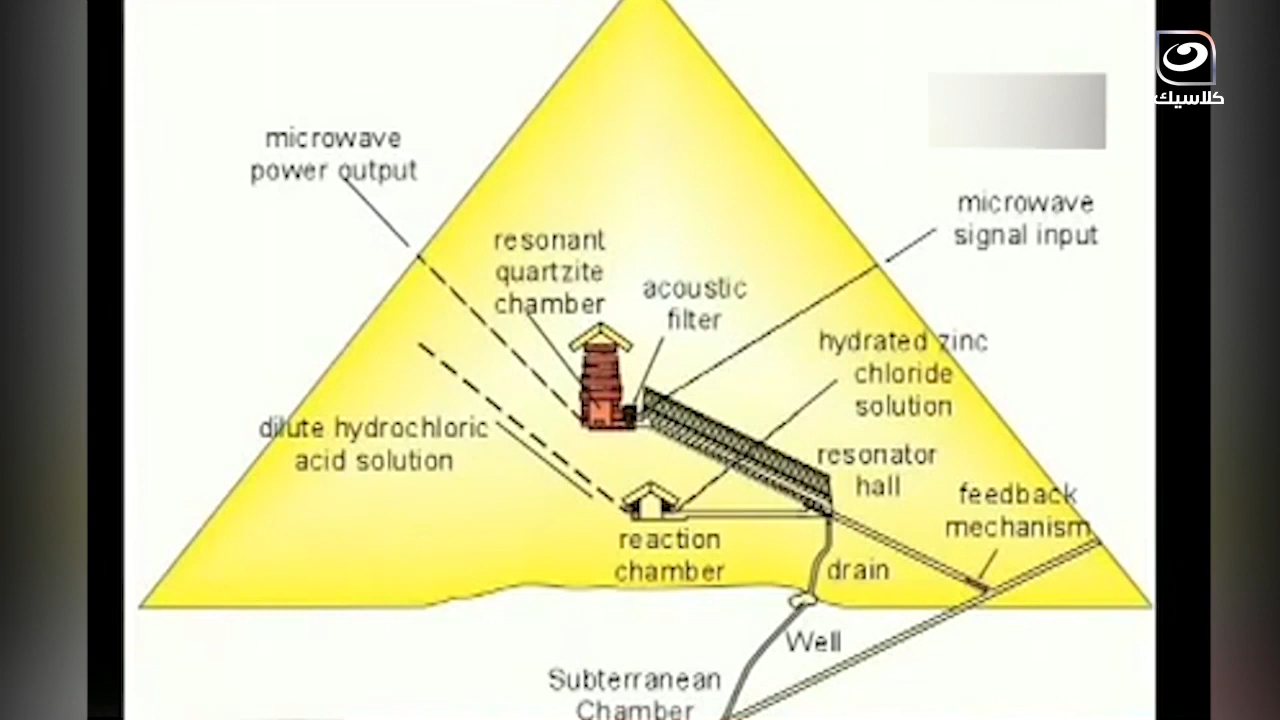 كلاسيك
microwave
power output
microwave
signal input
resonant
quartzite
chamber
acoustic
filter
hydrated zinc
chloride
solution
dilute hydrochloric
acid solution
resonator
hall
feedback
mechanism
reaction
chamber
drain
Well
Subterranean
Chamber